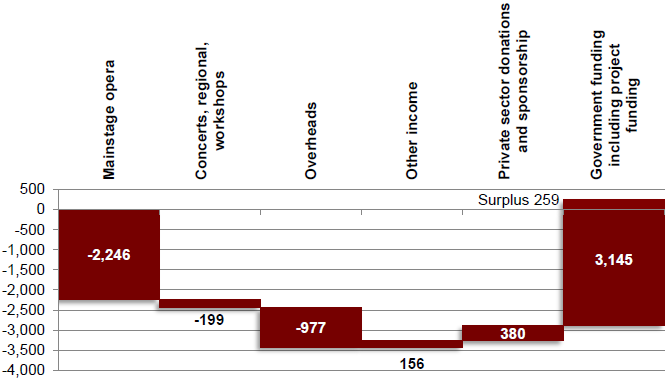 Mainstage opera
Concerts, regional,
workshops
Overheads
Other income
Private sector donations
and sponsorship
Government funding
including project
funding
500
0
-500
-1,000
-1,500
-2,000
-2,500
-3,000
-3,500
-4,000
-2,246
-199
-977
156
380
Surplus 259
3,145